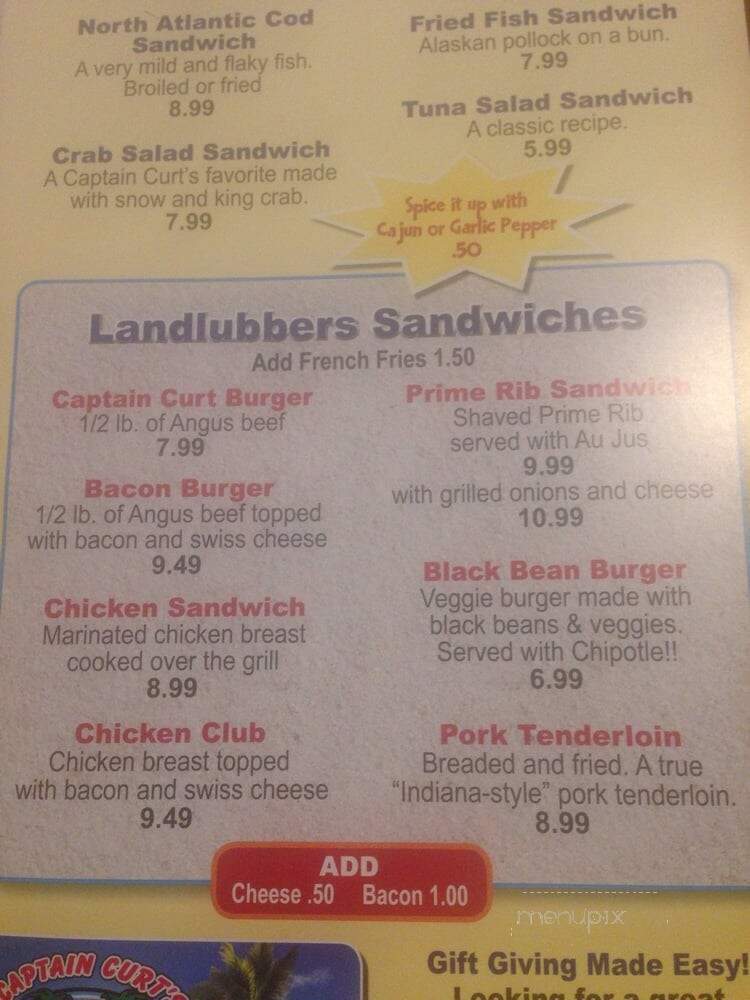 North Atlantic Cod
Sandwich
A very mild and flaky fish.
Broiled or fried
8.99
Crab Salad Sandwich
A Captain Curt's favorite made
with snow and king crab.
7.99
Fried Fish Sandwich
Alaskan pollock on a bun.
7.99
Tuna Salad Sandwich
A classic recipe.
5.99
Spice it up with
Cajun or Garlic Pepper
.50
Landlubbers Sandwiches
Add French Fries 1.50
Captain Curt Burger
1/2 lb. of Angus beef
7.99
Bacon Burger
1/2 lb. of Angus beef topped
with bacon and swiss cheese
9.49
Chicken Sandwich
Marinated chicken breast
cooked over the grill
8.99
Chicken Club
Chicken breast topped
with bacon and swiss cheese
9.49
Prime Rib Sandwich
Shaved Prime Rib
served with Au Jus
9.99
with grilled onions and cheese
10.99
Black Bean Burger
Veggie burger made with
black beans & veggies.
Served with Chipotle!!
6.99
Pork Tenderloin
Breaded and fried. A true
"Indiana-style" pork tenderloin.
8.99
ADD
Cheese .50 Bacon 1.00
menupix
CAPTAIN CURT'S
Gift Giving Made Easy!
Looking for a great